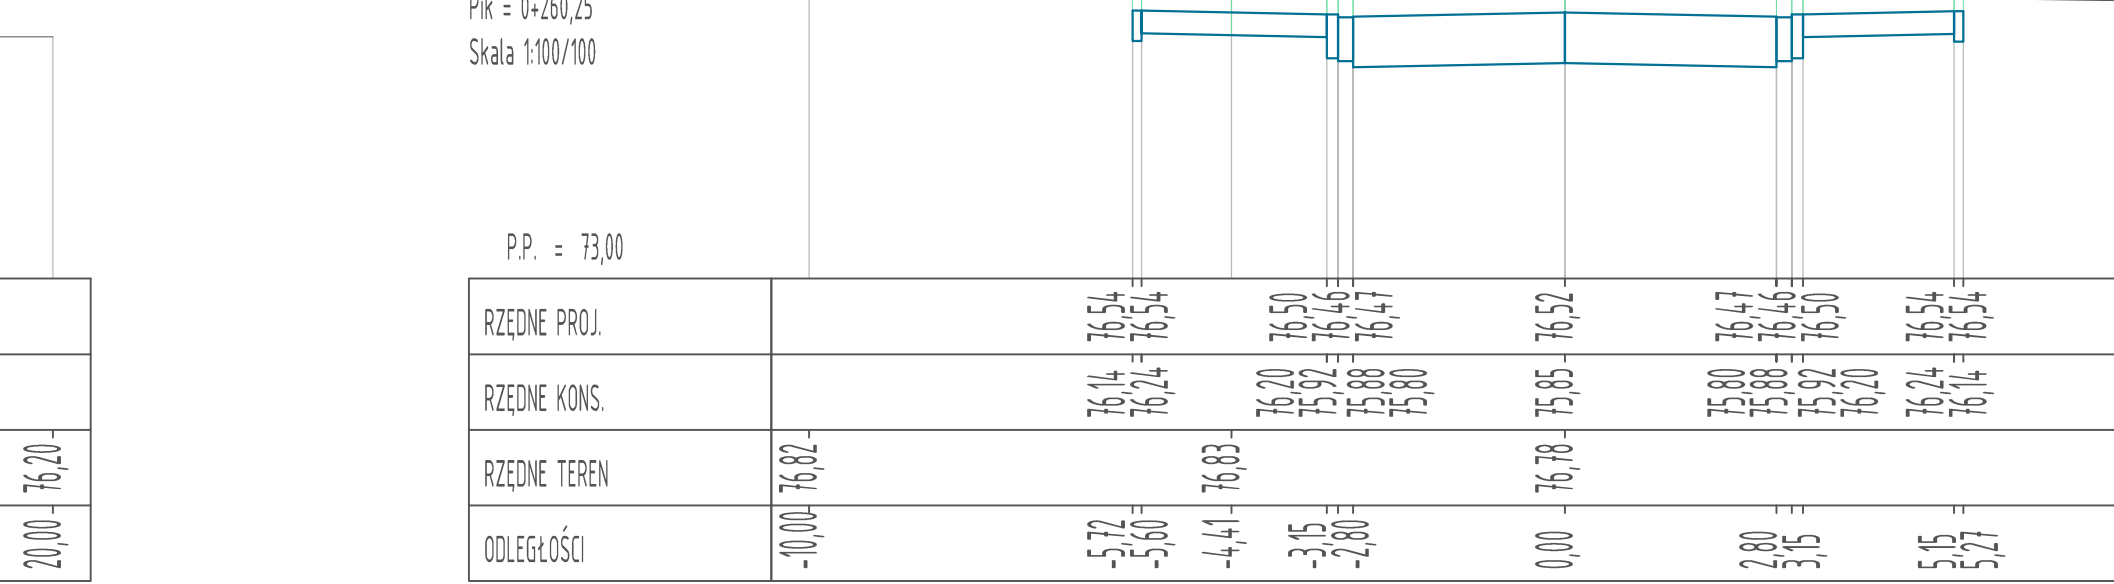 Pik = 0+260,25
Skala 1:100/100
P.P. = 73,00
RZĘDNE PROJ. 76,54 76,54 76,50 76,46 76,47 76,52 76,47 76,46 76,50 76,54 76,54
RZĘDNE KONS. 76,14 76,24 76,20 75,92 75,88 75,80 75,85 75,80 75,88 75,92 76,20 76,24 76,14
76,20
RZĘDNE TEREN 76,82 76,83 76,78
20,00
ODLEGŁOŚCI -10,00 -5,72 -5,60 -4,41 -3,15 -2,80 0,00 2,80 3,15 5,15 5,27